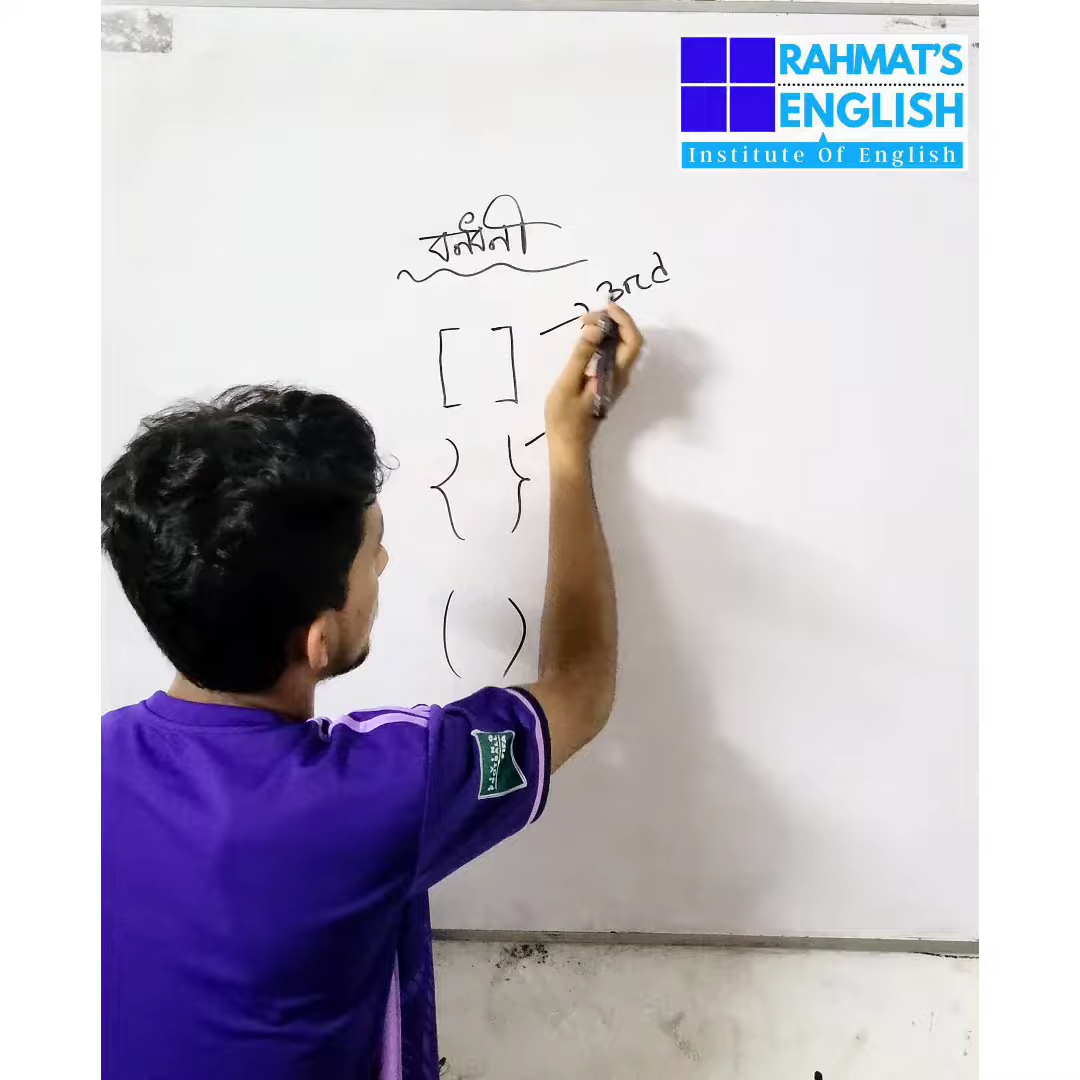 RAHMAT'S
ENGLISH
Institute Of English
বন্ধনী
[ ] → 3rd
{ }
( )